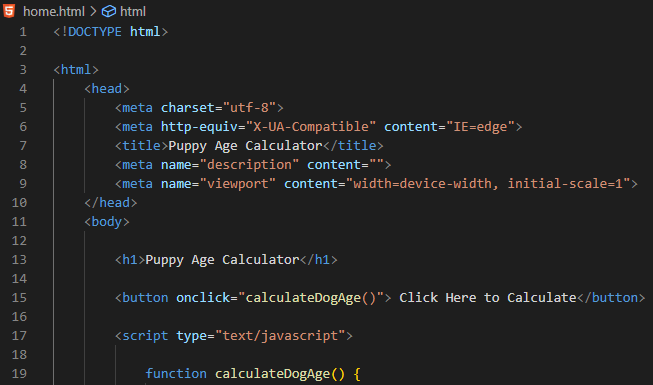 home.html > html
1 <!DOCTYPE html>
2
3 <html>
4     <head>
5         <meta charset="utf-8">
6         <meta http-equiv="X-UA-Compatible" content="IE=edge">
7         <title>Puppy Age Calculator</title>
8         <meta name="description" content="">
9         <meta name="viewport" content="width=device-width, initial-scale=1">
10     </head>
11     <body>
12
13         <h1>Puppy Age Calculator</h1>
14
15         <button onclick="calculateDogAge()"> Click Here to Calculate</button>
16
17         <script type="text/javascript">
18
19             function calculateDogAge() {